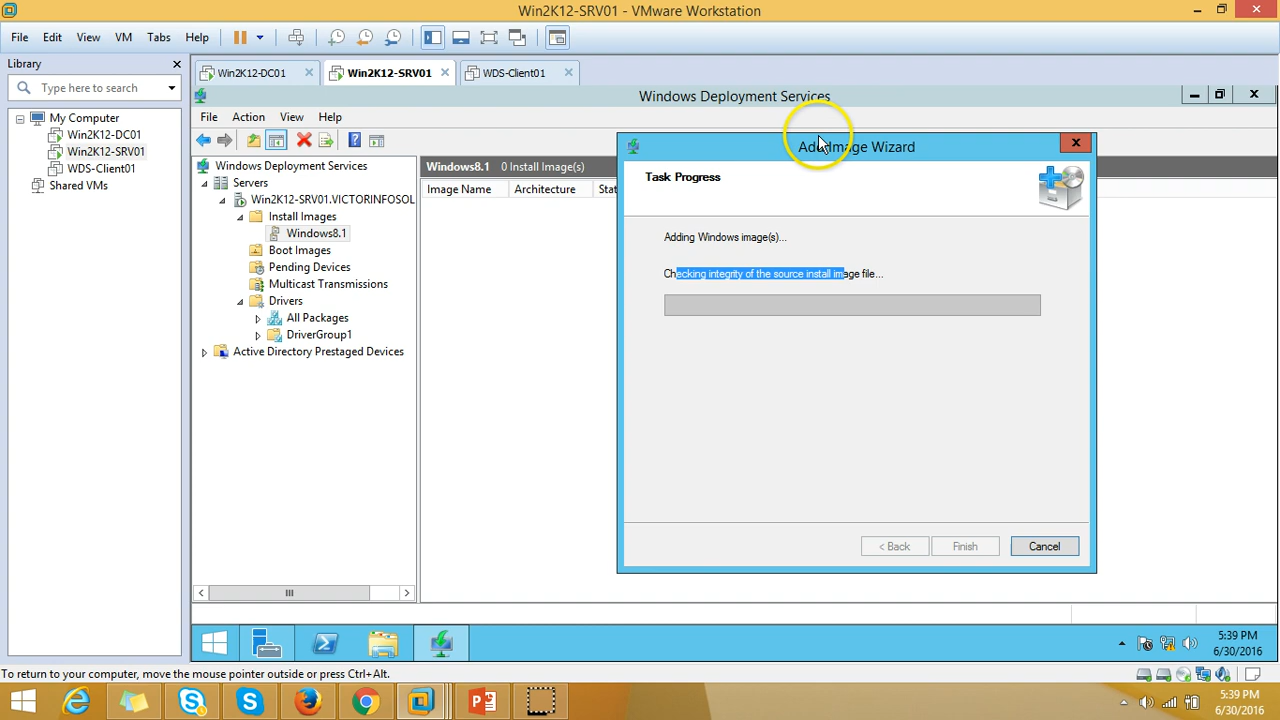 Win2K12-SRV01 - VMware Workstation
File Edit View VM Tabs Help
Library
Type here to search
My Computer
Win2K12-DC01
Win2K12-SRV01
WDS-Client01
Shared VMs
Win2K12-DC01 Win2K12-SRV01 WDS-Client01
Windows Deployment Services
File Action View Help
Windows Deployment Services
Servers
Win2K12-SRV01.VICTORINFOSOL
Install Images
Windows8.1
Boot Images
Pending Devices
Multicast Transmissions
Drivers
All Packages
DriverGroup1
Active Directory Prestaged Devices
Windows8.1 0 Install Image(s)
Image Name Architecture Stat
Add Image Wizard
Task Progress
Adding Windows image(s)...
Checking integrity of the source install image file...
< Back Finish Cancel
5:39 PM
6/30/2016
To return to your computer, move the mouse pointer outside or press Ctrl+Alt.
5:39 PM
6/30/2016